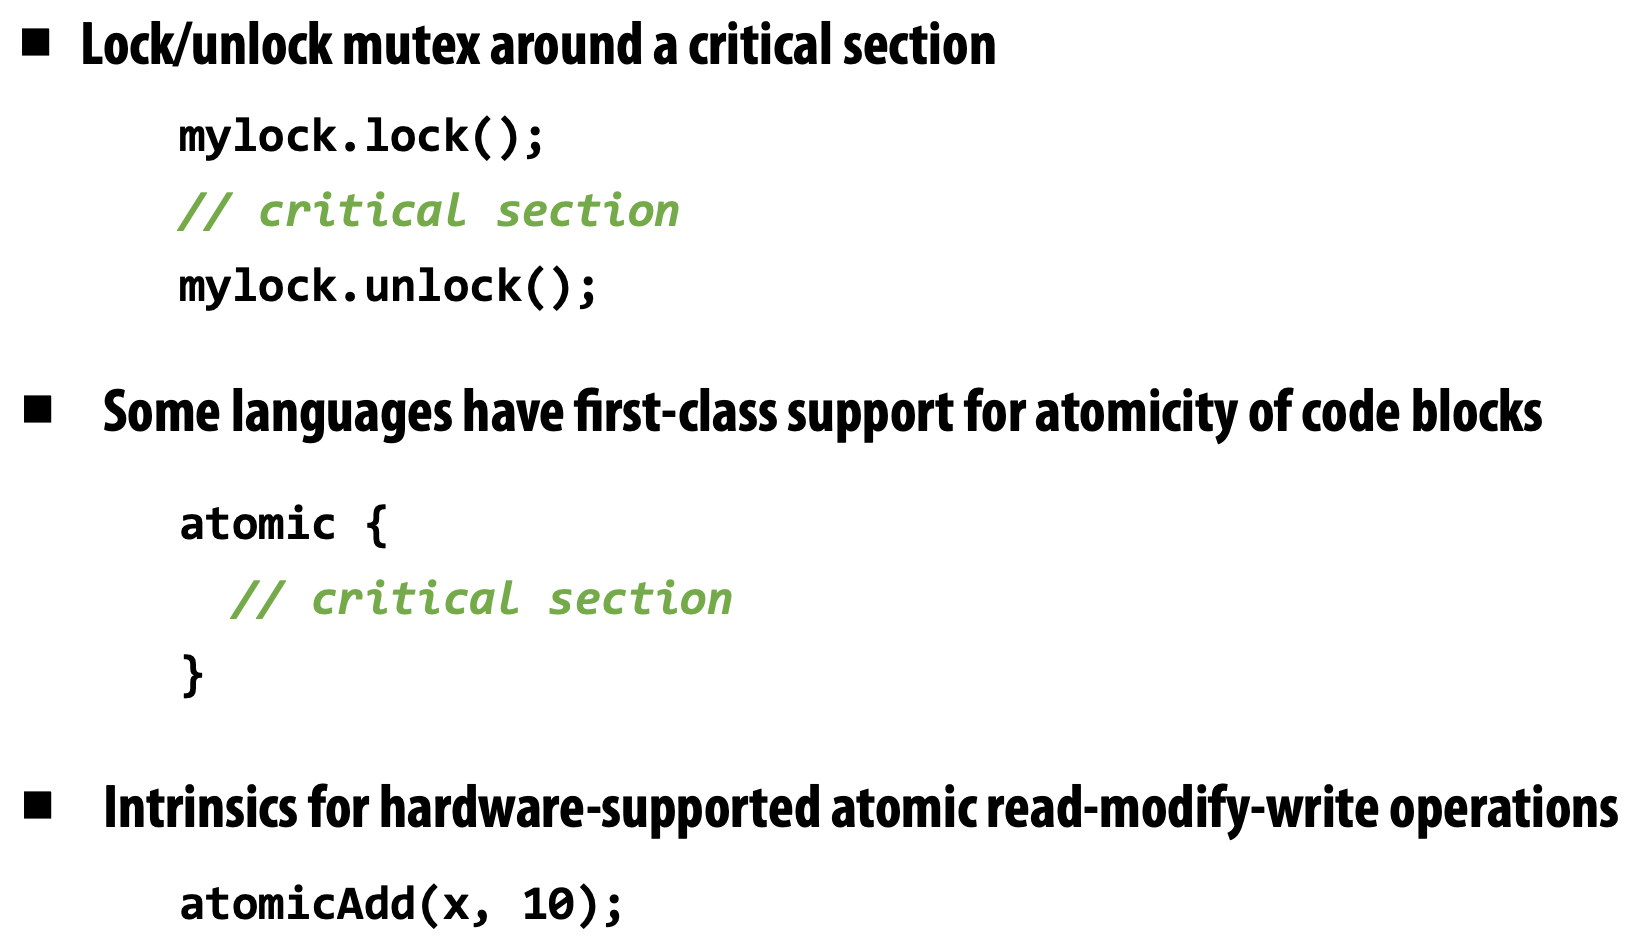 ■ Lock/unlock mutex around a critical section
mylock.lock();
// critical section
mylock.unlock();
■ Some languages have first-class support for atomicity of code blocks
atomic {
// critical section
}
■ Intrinsics for hardware-supported atomic read-modify-write operations
atomicAdd(x, 10);